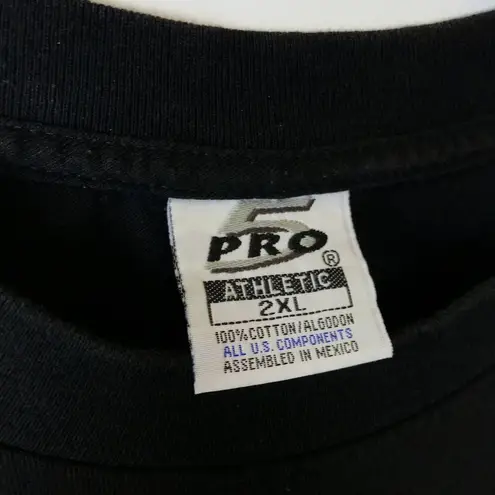 5
PRO®
ATHLETIC
2XL
100%COTTON/ALGODON
ALL U.S. COMPONENTS
ASSEMBLED IN MEXICO